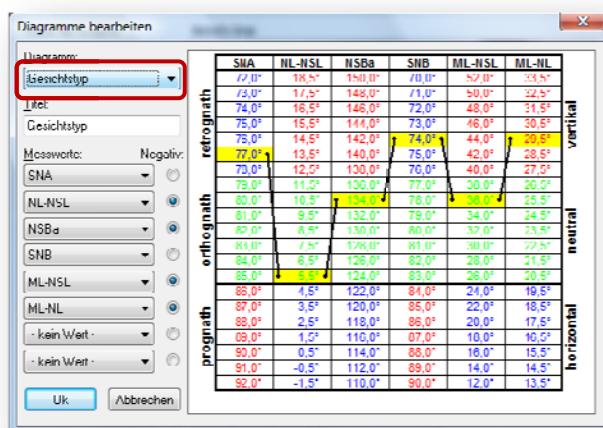 Diagramme bearbeiten
Diagramm:
Gesichtstyp
Titel:
Gesichtstyp
Messwerte: Negativ:
SNA
NL-NSL
NSBa
SNB
ML-NSL
ML-NL
- kein Wert -
- kein Wert -
Ok Abbrechen
SNA NL-NSL NSBa SNB ML-NSL ML-NL
72,0° 18,5° 150,0° 70,0° 52,0° 33,5°
73,0° 17,5° 148,0° 71,0° 50,0° 32,5°
74,0° 16,5° 146,0° 72,0° 48,0° 31,5°
75,0° 15,5° 144,0° 73,0° 46,0° 30,5°
76,0° 14,5° 142,0° 74,0° 44,0° 29,5°
77,0° 13,5° 140,0° 75,0° 42,0° 28,5°
78,0° 12,5° 138,0° 76,0° 40,0° 27,5°
79,0° 11,5° 136,0° 77,0° 38,0° 26,5°
80,0° 10,5° 134,0° 78,0° 36,0° 25,5°
81,0° 9,5° 132,0° 79,0° 34,0° 24,5°
82,0° 8,5° 130,0° 80,0° 32,0° 23,5°
83,0° 7,5° 128,0° 81,0° 30,0° 22,5°
84,0° 6,5° 126,0° 82,0° 28,0° 21,5°
85,0° 5,5° 124,0° 83,0° 26,0° 20,5°
86,0° 4,5° 122,0° 84,0° 24,0° 19,5°
87,0° 3,5° 120,0° 85,0° 22,0° 18,5°
88,0° 2,5° 118,0° 86,0° 20,0° 17,5°
89,0° 1,5° 116,0° 87,0° 18,0° 16,5°
90,0° 0,5° 114,0° 88,0° 16,0° 15,5°
91,0° -0,5° 112,0° 89,0° 14,0° 14,5°
92,0° -1,5° 110,0° 90,0° 12,0° 13,5°
retrognath
orthognath
prognath
vertikal
neutral
horizontal